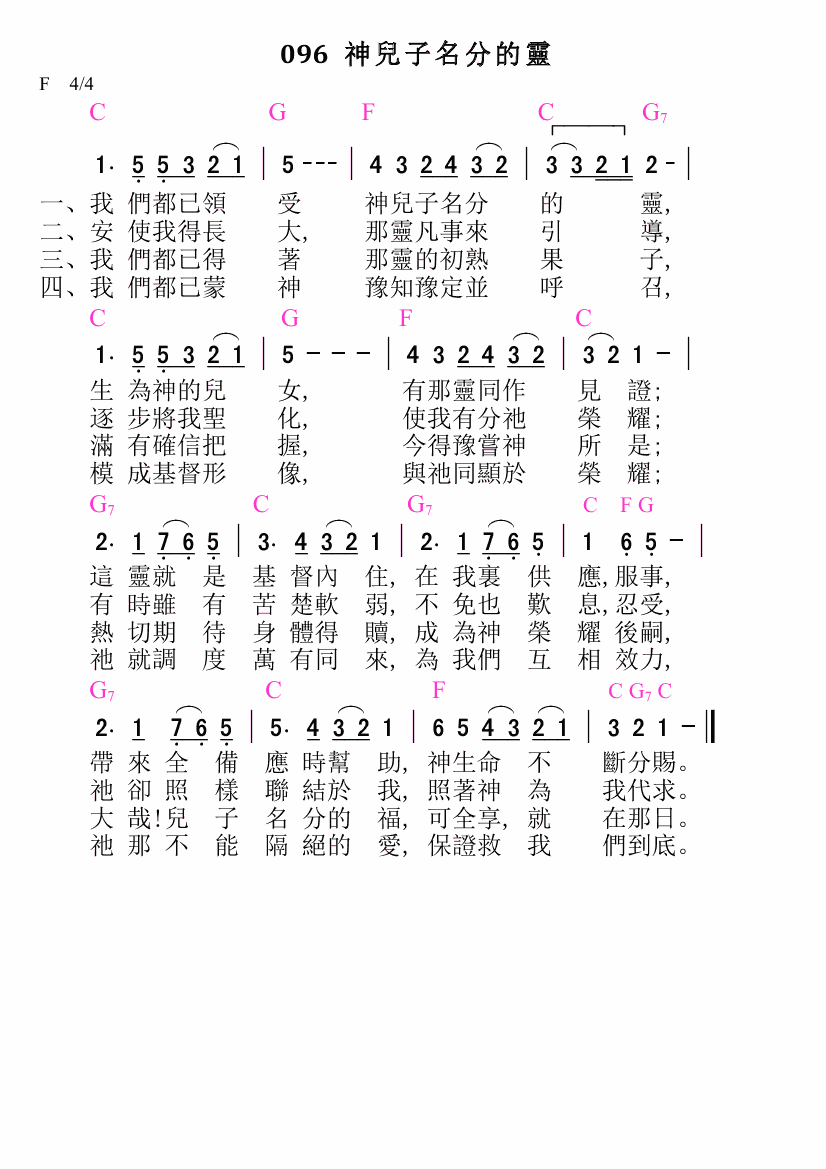 096 神兒子名分的靈
F 4/4
C G F C G7
1· 5 5 3 2 1 | 5 - - - | 4 3 2 4 3 2 | 3 3 2 1 2 - |
一、我 們都已領 受 神兒子名分 的 靈,
二、安 使我得長 大, 那靈凡事來 引 導,
三、我 們都已得 著 那靈的初熟 果 子,
四、我 們都已蒙 神 豫知豫定並 呼 召,
C G F C
1· 5 5 3 2 1 | 5 - - - | 4 3 2 4 3 2 | 3 2 1 - |
生 為神的兒 女, 有那靈同作 見 證;
逐 步將我聖 化, 使我有分祂 榮 耀;
滿 有確信把 握, 今得豫嘗神 所 是;
模 成基督形 像, 與祂同顯於 榮 耀;
G7 C G7 C F G
2· 1 7 6 5 | 3· 4 3 2 1 | 2· 1 7 6 5 | 1 6 5 - |
這 靈就 是 基 督內 住, 在 我裏 供 應,服事,
有 時雖 有 苦 楚軟 弱, 不 免也 歎 息,忍受,
熱 切期 待 身 體得 贖, 成 為神 榮 耀 後嗣,
祂 就調 度 萬 有同 來, 為 我們 互 相 效力,
G7 C F C G7 C
2· 1 7 6 5 | 5· 4 3 2 1 | 6 5 4 3 2 1 | 3 2 1 - ‖
帶 來 全 備 應 時幫 助, 神生命 不 斷分賜。
祂 卻 照 樣 聯 結於 我, 照著神 為 我代求。
大 哉!兒 子 名 分的 福, 可全享, 就 在那日。
祂 那 不 能 隔 絕的 愛, 保證救 我 們到底。